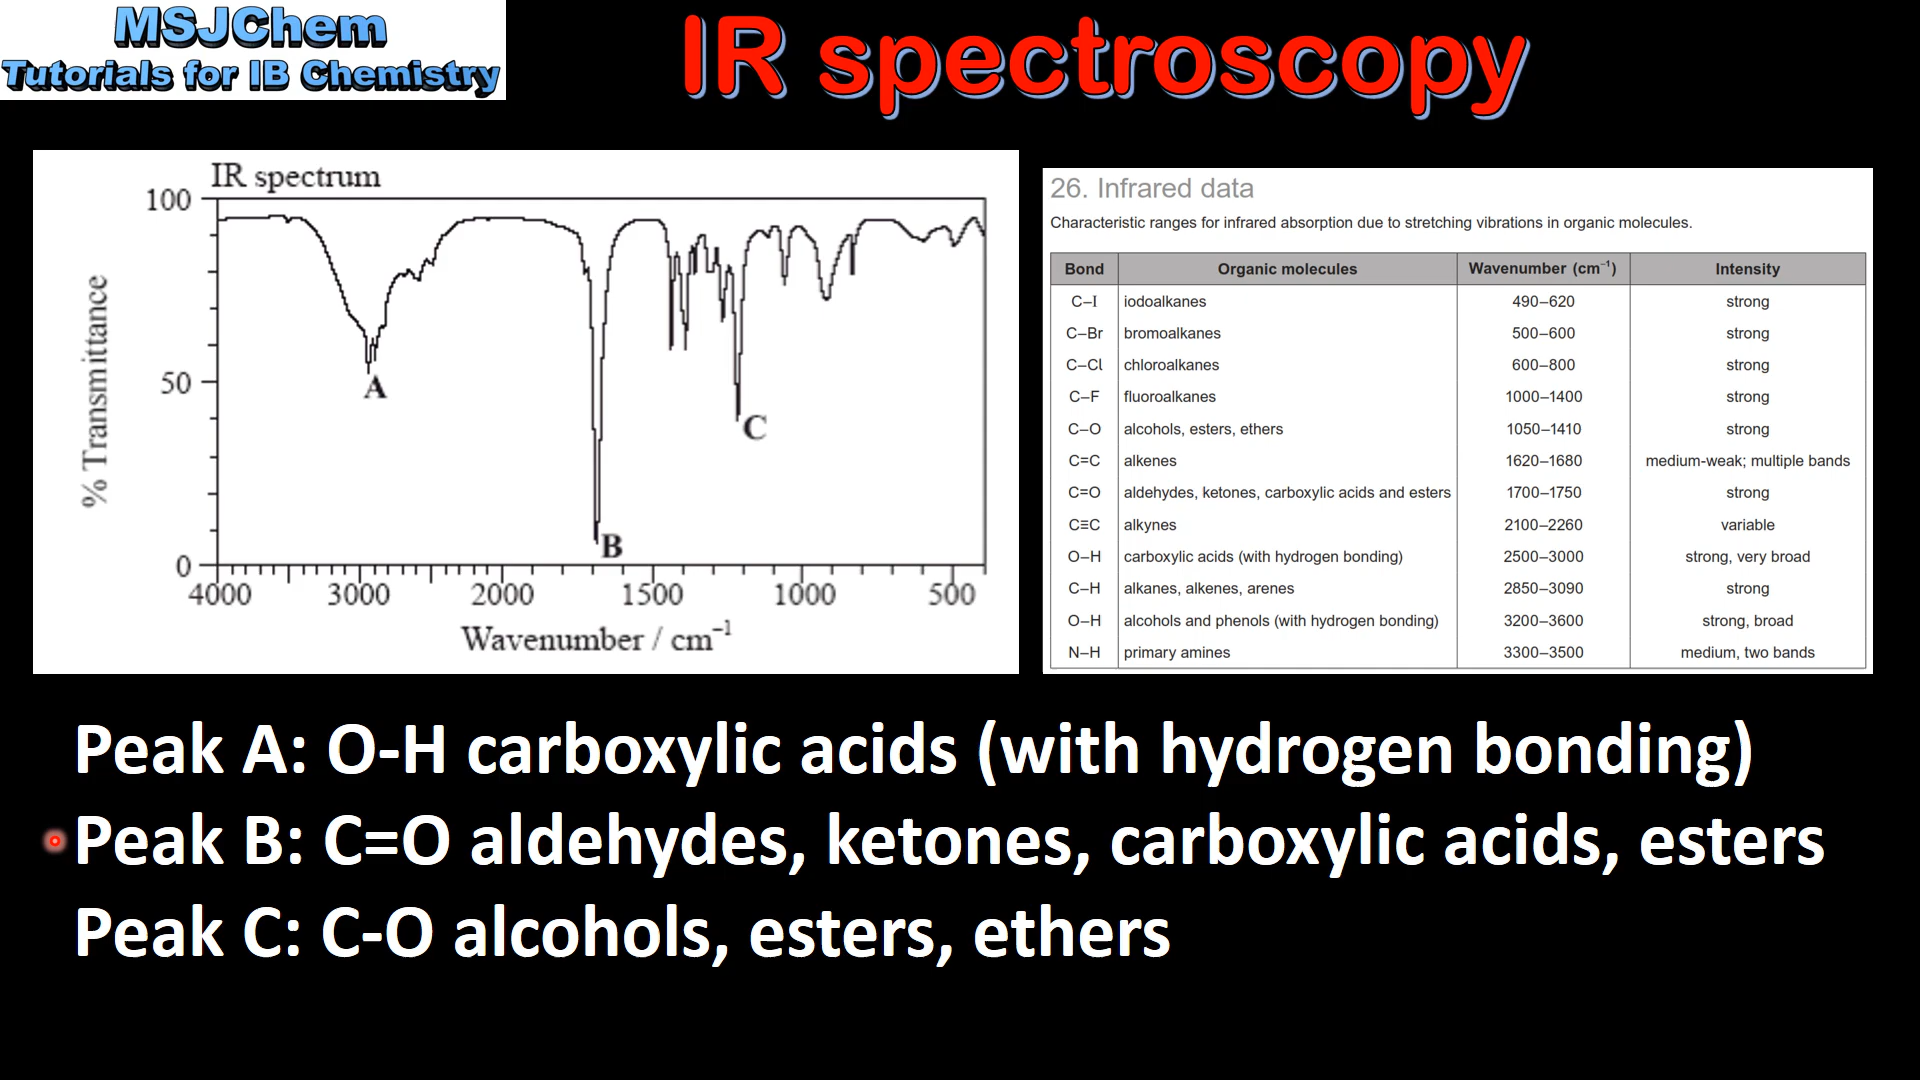 MSJChem
Tutorials for IB Chemistry
IR spectroscopy
IR spectrum
100
50
0
% Transmittance
A
B
C
4000 3000 2000 1500 1000 500
Wavenumber / cm⁻¹
26. Infrared data
Characteristic ranges for infrared absorption due to stretching vibrations in organic molecules.
Bond Organic molecules Wavenumber (cm⁻¹) Intensity
C–I iodoalkanes 490–620 strong
C–Br bromoalkanes 500–600 strong
C–Cl chloroalkanes 600–800 strong
C–F fluoroalkanes 1000–1400 strong
C–O alcohols, esters, ethers 1050–1410 strong
C=C alkenes 1620–1680 medium-weak; multiple bands
C=O aldehydes, ketones, carboxylic acids and esters 1700–1750 strong
C≡C alkynes 2100–2260 variable
O–H carboxylic acids (with hydrogen bonding) 2500–3000 strong, very broad
C–H alkanes, alkenes, arenes 2850–3090 strong
O–H alcohols and phenols (with hydrogen bonding) 3200–3600 strong, broad
N–H primary amines 3300–3500 medium, two bands
Peak A: O-H carboxylic acids (with hydrogen bonding)
Peak B: C=O aldehydes, ketones, carboxylic acids, esters
Peak C: C-O alcohols, esters, ethers